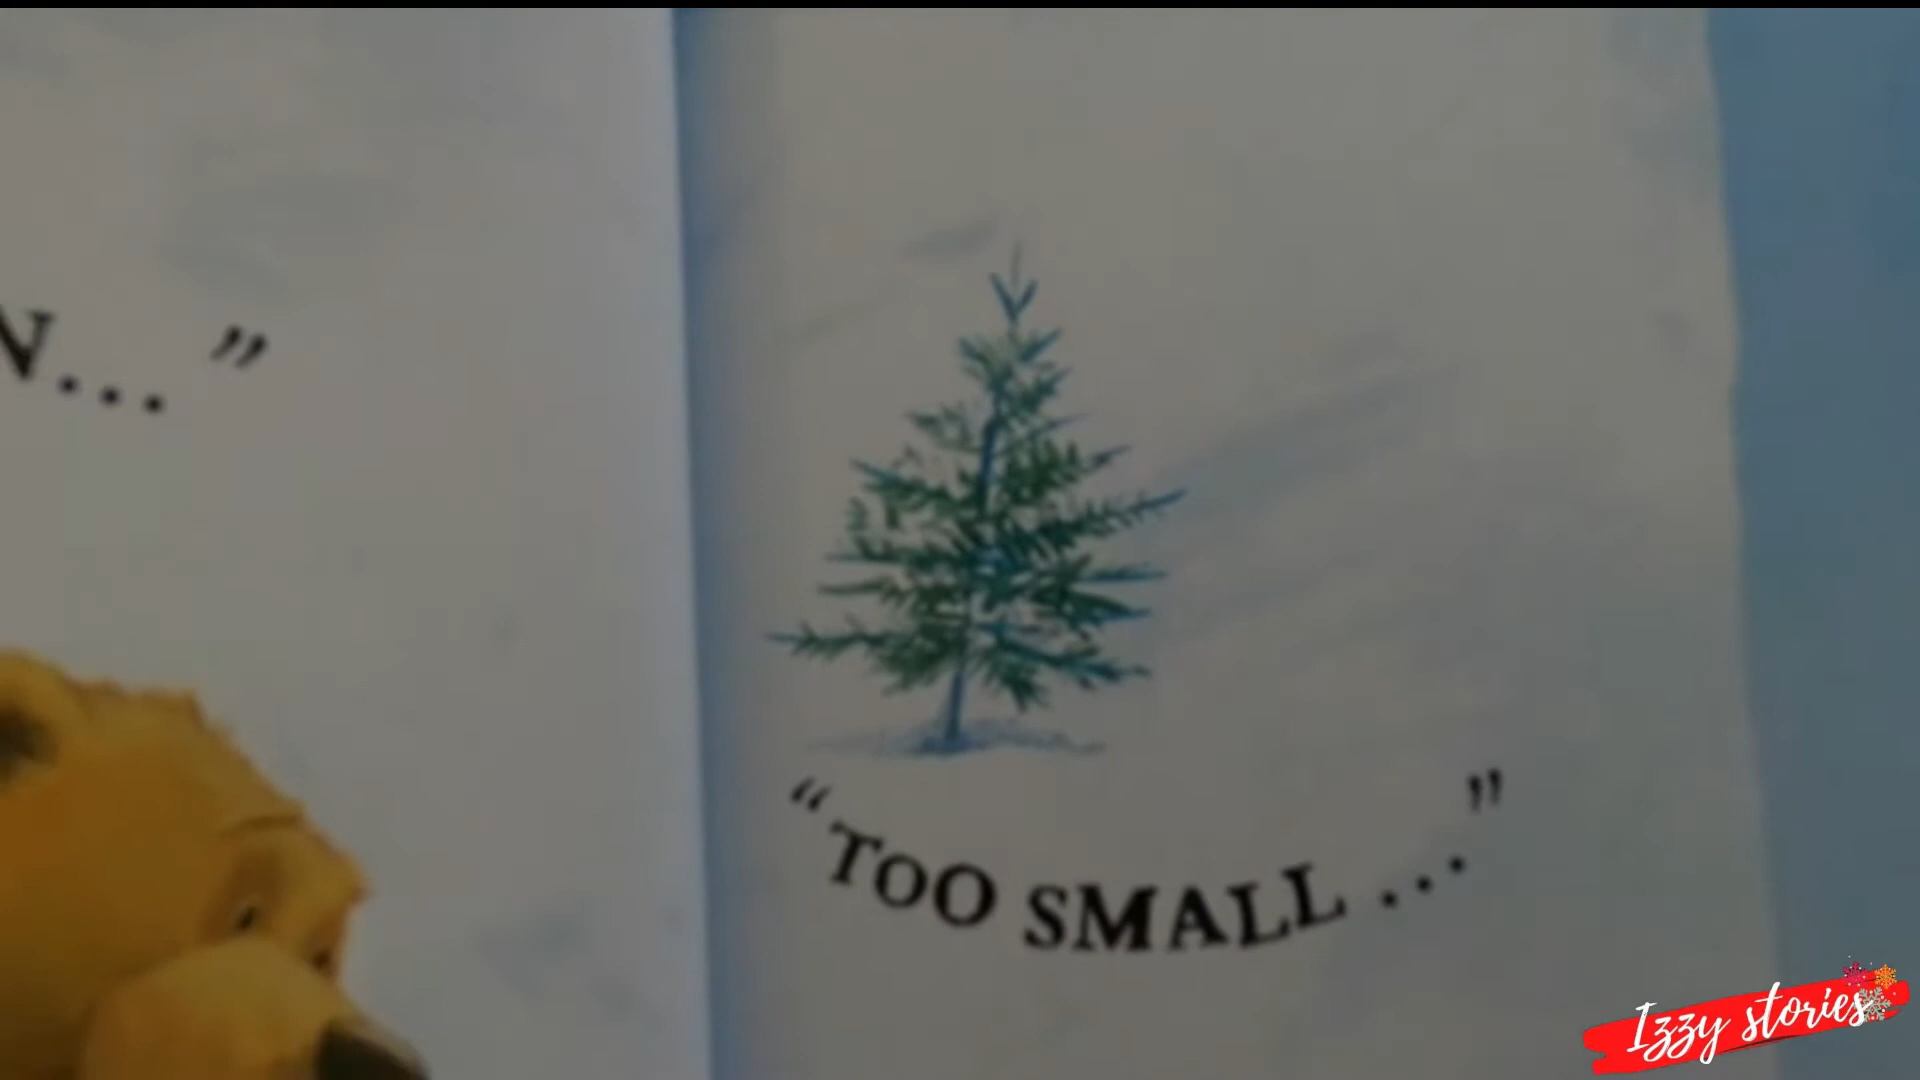 N... ”
“TOO SMALL...”
Izzy stories